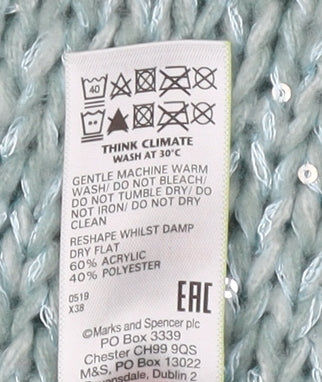 40
THINK CLIMATE
WASH AT 30°C
GENTLE MACHINE WARM
WASH/ DO NOT BLEACH/
DO NOT TUMBLE DRY/ DO
NOT IRON/ DO NOT DRY
CLEAN
RESHAPE WHILST DAMP
DRY FLAT
60% ACRYLIC
40% POLYESTER
0519
X38
EAC
©Marks and Spencer plc
PO Box 3339
Chester CH99 9QS
M&S, PO Box 13022
Dublin 2